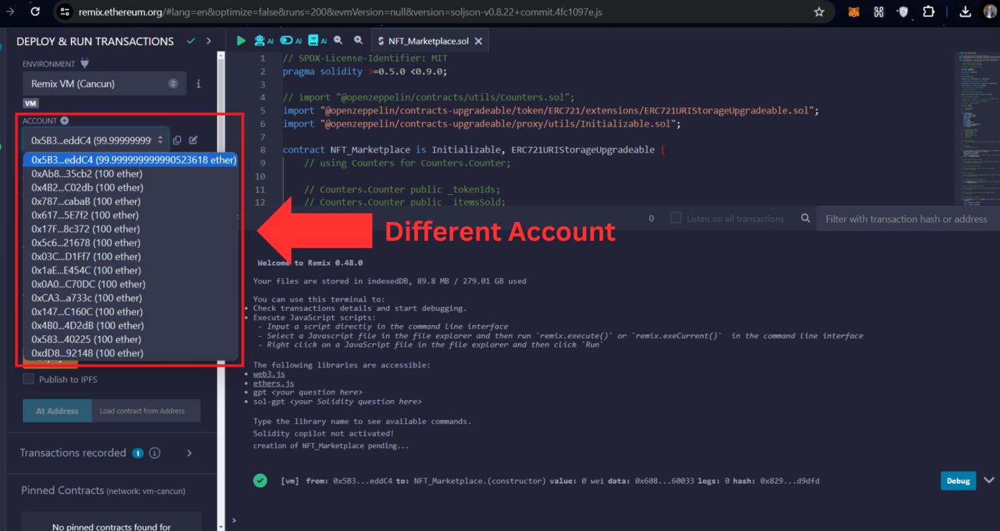 remix.ethereum.org/#lang=en&optimize=false&runs=200&evmVersion=null&version=soljson-v0.8.22+commit.4fc1097e.js
DEPLOY & RUN TRANSACTIONS
ENVIRONMENT
Remix VM (Cancun)
VM
ACCOUNT
0x5B3...eddC4 (99.99999999
0x5B3...eddC4 (99.999999999990523618 ether)
0xAb8...35cb2 (100 ether)
0x4B2...C02db (100 ether)
0x787...cabaB (100 ether)
0x617...5E7f2 (100 ether)
0x17F...8c372 (100 ether)
0x5c6...21678 (100 ether)
0x03C...D1Ff7 (100 ether)
0x1aE...E454C (100 ether)
0x0A0...C70DC (100 ether)
0xCA3...a733c (100 ether)
0x147...C160C (100 ether)
0x4B0...4D2dB (100 ether)
0x583...40225 (100 ether)
0xdD8...92148 (100 ether)
Publish to IPFS
At Address Load contract from Address
Transactions recorded 1 i
Pinned Contracts (network: vm-cancun)
No pinned contracts found for
AI AI AI NFT_Marketplace.sol
1 // SPDX-License-Identifier: MIT
2 pragma solidity >=0.5.0 <0.9.0;
3
4 // import "@openzeppelin/contracts/utils/Counters.sol";
5 import "@openzeppelin/contracts-upgradeable/token/ERC721/extensions/ERC721URIStorageUpgradeable.sol";
6 import "@openzeppelin/contracts-upgradeable/proxy/utils/Initializable.sol";
7
8 contract NFT_Marketplace is Initializable, ERC721URIStorageUpgradeable {
9 // using Counters for Counters.Counter;
10
11 // Counters.Counter public _tokenIds;
12 // Counters.Counter public _itemsSold;
0 Listen on all transactions Filter with transaction hash or address
Different Account
Welcome to Remix 0.48.0
Your files are stored in indexedDB, 89.8 MB / 279.01 GB used
You can use this terminal to:
• Check transactions details and start debugging.
• Execute JavaScript scripts:
- Input a script directly in the command line interface
- Select a Javascript file in the file explorer and then run `remix.execute()` or `remix.exeCurrent()` in the command line interface
- Right click on a JavaScript file in the file explorer and then click `Run`
The following libraries are accessible:
• web3.js
• ethers.js
• gpt <your question here>
• sol-gpt <your Solidity question here>
Type the library name to see available commands.
Solidity copilot not activated!
creation of NFT_Marketplace pending...
[vm] from: 0x5B3...eddC4 to: NFT_Marketplace.(constructor) value: 0 wei data: 0x608...60033 logs: 0 hash: 0x829...d9dfd
Debug
>